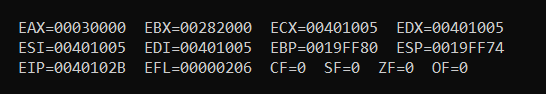 EAX=00030000  EBX=00282000  ECX=00401005  EDX=00401005
ESI=00401005  EDI=00401005  EBP=0019FF80  ESP=0019FF74
EIP=0040102B  EFL=00000206  CF=0  SF=0  ZF=0  OF=0